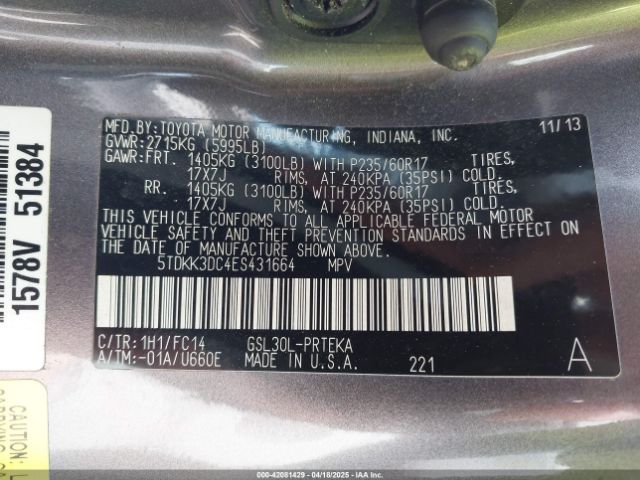 MFD.BY: TOYOTA MOTOR MANUFACTURING, INDIANA, INC. 11/13
GVWR: 2715KG (5995LB)
GAWR: FRT. 1405KG (3100LB) WITH P235/60R17 TIRES,
17X7J RIMS, AT 240KPA (35PSI) COLD.
RR. 1405KG (3100LB) WITH P235/60R17 TIRES,
17X7J RIMS, AT 240KPA (35PSI) COLD.
THIS VEHICLE CONFORMS TO ALL APPLICABLE FEDERAL MOTOR
VEHICLE SAFETY AND THEFT PREVENTION STANDARDS IN EFFECT ON
THE DATE OF MANUFACTURE SHOWN ABOVE.
5TDKK3DC4ES431664 MPV
C/TR: 1H1/FC14 GSL30L-PRTEKA
A/TM: -01A/U660E MADE IN U.S.A. 221 A
1578V 51384
CAUTION:
000-42081429 - 04/18/2025 - IAAI.COM